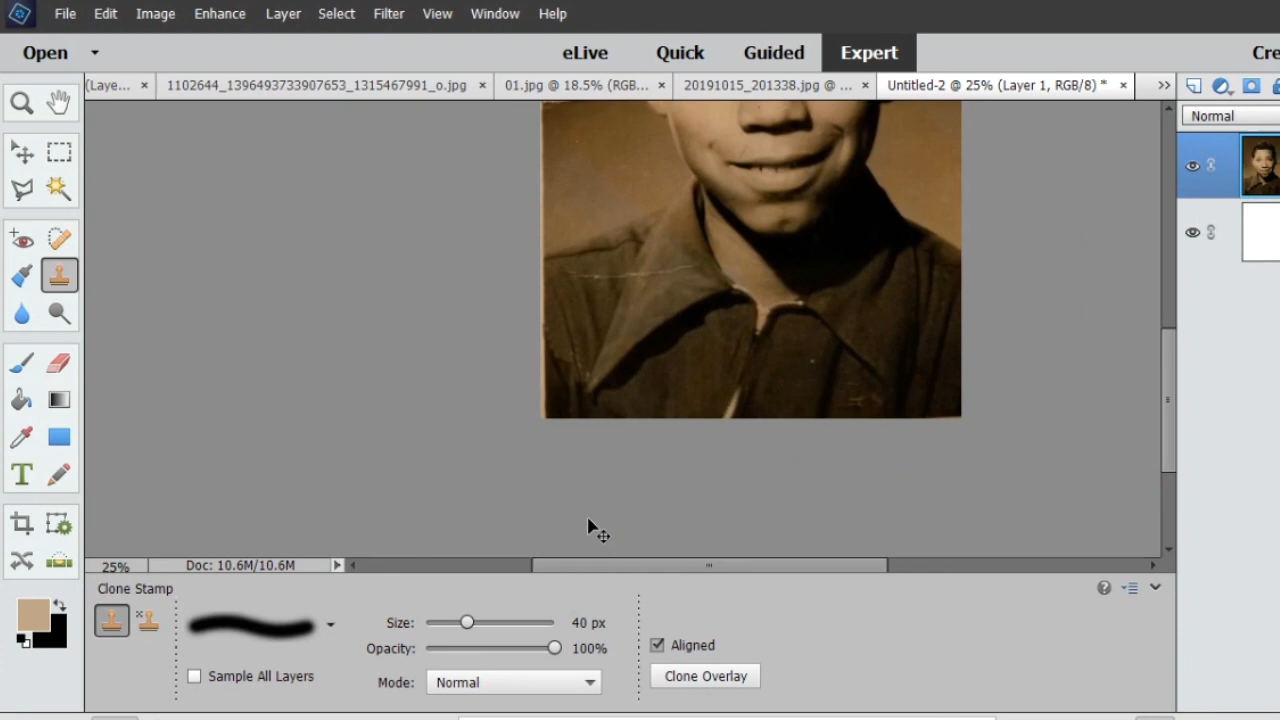 File Edit Image Enhance Layer Select Filter View Window Help
Open eLive Quick Guided Expert Cre
(Laye... × 1102644_1396493733907653_1315467991_o.jpg × 01.jpg @ 18.5% (RGB... × 20191015_201338.jpg @ ... × Untitled-2 @ 25% (Layer 1, RGB/8) * ×
Normal
25% Doc: 10.6M/10.6M
Clone Stamp
Size: 40 px
Opacity: 100%
Aligned
Sample All Layers
Mode: Normal
Clone Overlay